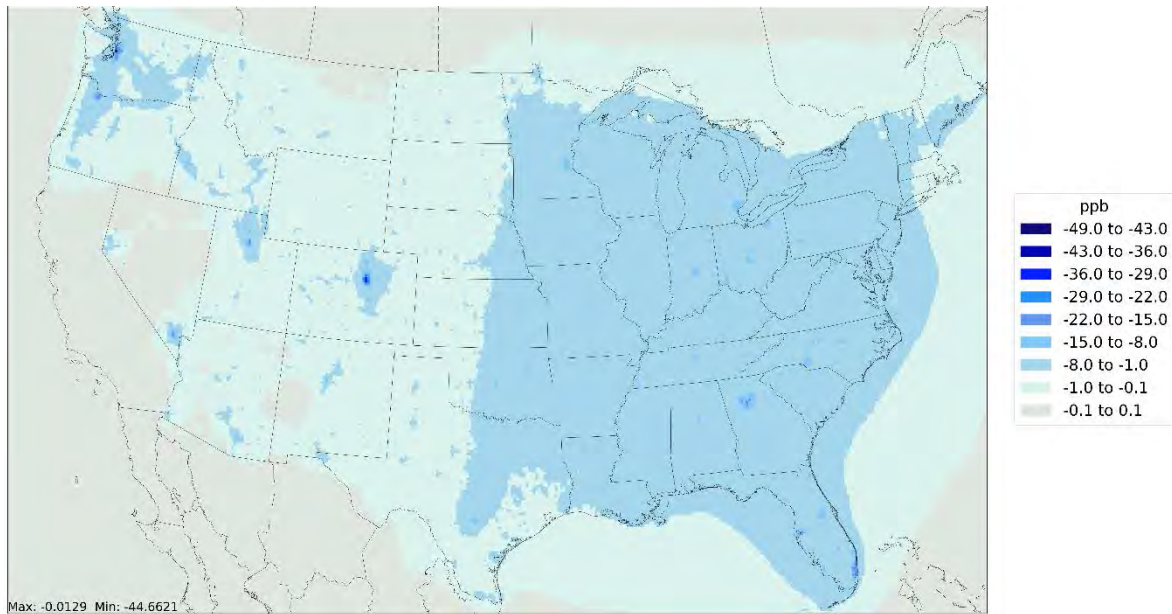 ppb
-49.0 to -43.0
-43.0 to -36.0
-36.0 to -29.0
-29.0 to -22.0
-22.0 to -15.0
-15.0 to -8.0
-8.0 to -1.0
-1.0 to -0.1
-0.1 to 0.1
Max: -0.0129 Min: -44.6621